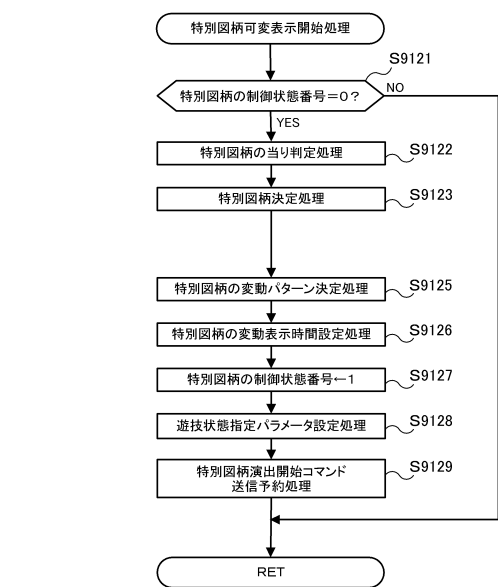 特別図柄可変表示開始処理
S9121
特別図柄の制御状態番号＝0？
NO
YES
特別図柄の当り判定処理
S9122
特別図柄決定処理
S9123
特別図柄の変動パターン決定処理
S9125
特別図柄の変動表示時間設定処理
S9126
特別図柄の制御状態番号←1
S9127
遊技状態指定パラメータ設定処理
S9128
特別図柄演出開始コマンド
送信予約処理
S9129
RET